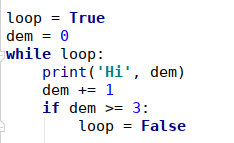 loop = True
dem = 0
while loop:
    print('Hi', dem)
    dem += 1
    if dem >= 3:
        loop = False